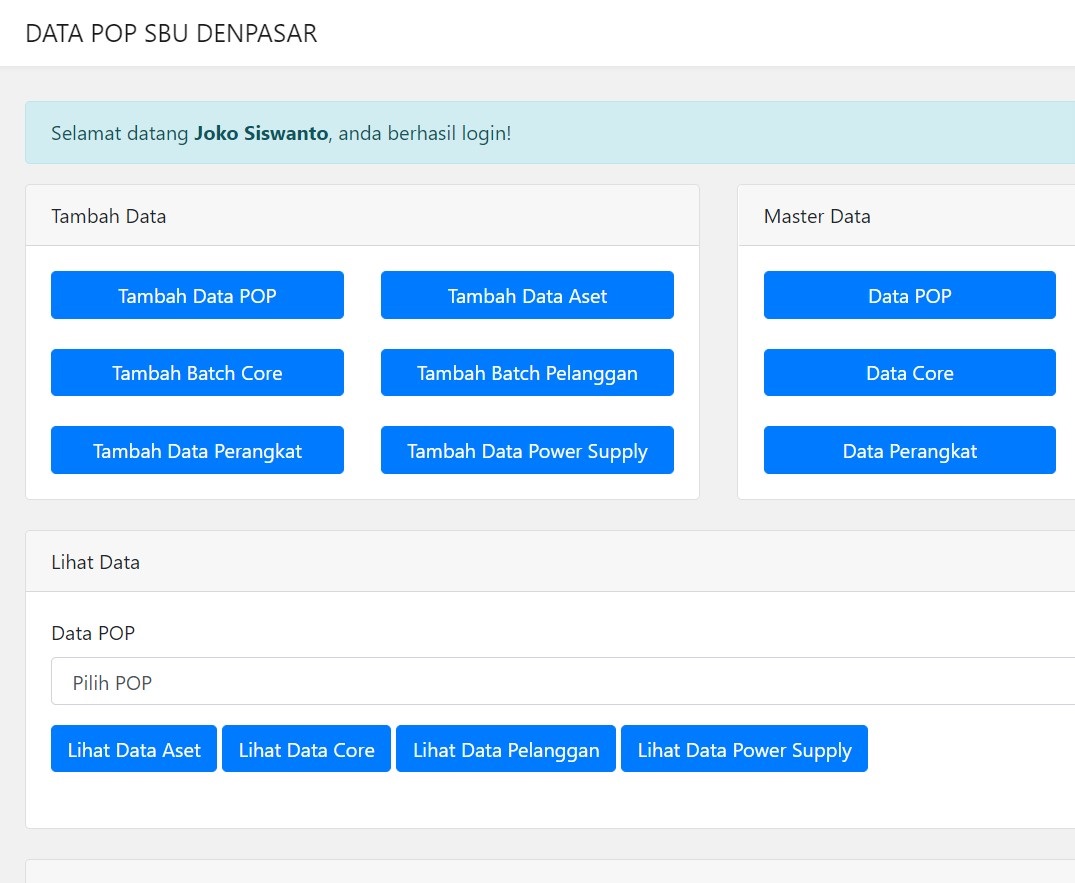 DATA POP SBU DENPASAR
Selamat datang Joko Siswanto, anda berhasil login!
Tambah Data
Tambah Data POP
Tambah Data Aset
Tambah Batch Core
Tambah Batch Pelanggan
Tambah Data Perangkat
Tambah Data Power Supply
Master Data
Data POP
Data Core
Data Perangkat
Lihat Data
Data POP
Pilih POP
Lihat Data Aset
Lihat Data Core
Lihat Data Pelanggan
Lihat Data Power Supply